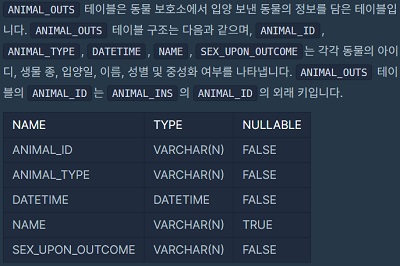 ANIMAL_OUTS 테이블은 동물 보호소에서 입양 보낸 동물의 정보를 담은 테이블입
니다. ANIMAL_OUTS 테이블 구조는 다음과 같으며, ANIMAL_ID ,
ANIMAL_TYPE , DATETIME , NAME , SEX_UPON_OUTCOME 는 각각 동물의 아이
디, 생물 종, 입양일, 이름, 성별 및 중성화 여부를 나타냅니다. ANIMAL_OUTS 테이
블의 ANIMAL_ID 는 ANIMAL_INS 의 ANIMAL_ID 의 외래 키입니다.
NAME TYPE NULLABLE
ANIMAL_ID VARCHAR(N) FALSE
ANIMAL_TYPE VARCHAR(N) FALSE
DATETIME DATETIME FALSE
NAME VARCHAR(N) TRUE
SEX_UPON_OUTCOME VARCHAR(N) FALSE